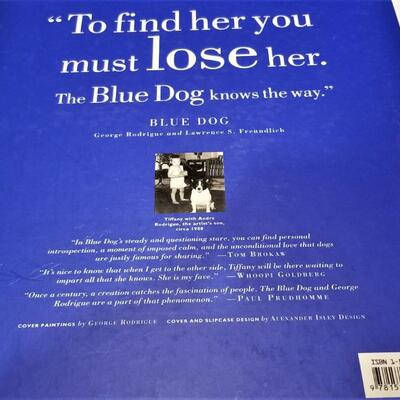 “To find her you
must lose her.
The Blue Dog knows the way.”
BLUE DOG
George Rodrigue and Lawrence S. Freundlich
Tiffany with André
Rodrigue, the artist's son,
circa 1980
“In Blue Dog's steady and questioning stare, you can find personal
introspection, a moment of imposed calm, and the unconditional love that dogs
are justly famous for sharing.” —TOM BROKAW
“It's nice to know that when I get to the other side, Tiffany will be there waiting to
impart all that she knows. She is my fave.” —WHOOPI GOLDBERG
“Once a century, a creation catches the fascination of people. The Blue Dog and George
Rodrigue are a part of that phenomenon.” —PAUL PRUDHOMME
COVER PAINTINGS by GEORGE RODRIGUE COVER AND SLIPCASE DESIGN by ALEXANDER ISLEY DESIGN
ISBN 1-5
9 7815